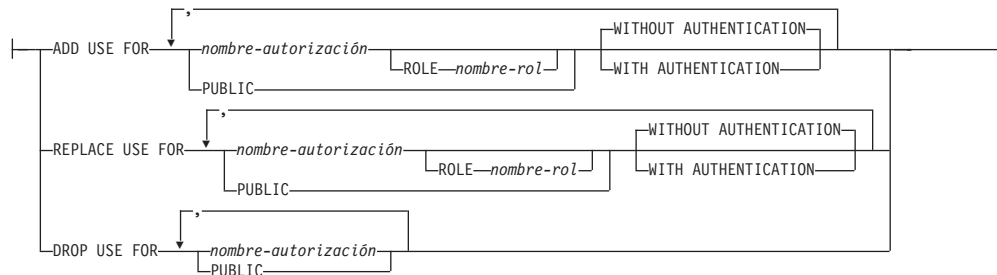 ,
WITHOUT AUTHENTICATION
ADD USE FOR nombre-autorización
ROLE nombre-rol WITH AUTHENTICATION
PUBLIC
,
WITHOUT AUTHENTICATION
REPLACE USE FOR nombre-autorización
ROLE nombre-rol WITH AUTHENTICATION
PUBLIC
,
DROP USE FOR nombre-autorización
PUBLIC